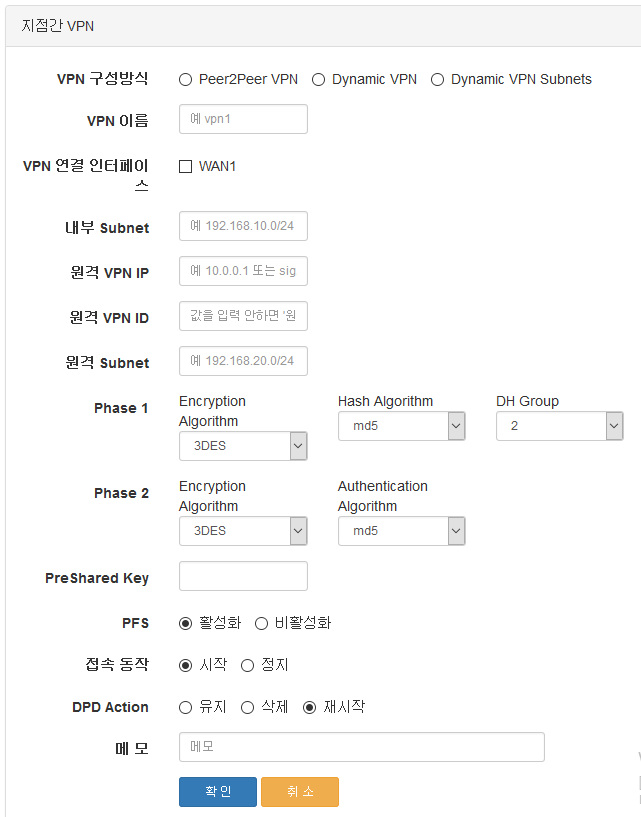 지점간 VPN
VPN 구성방식 Peer2Peer VPN Dynamic VPN Dynamic VPN Subnets
VPN 이름 예 vpn1
VPN 연결 인터페이스 WAN1
내부 Subnet 예 192.168.10.0/24
원격 VPN IP 예 10.0.0.1 또는 sig
원격 VPN ID 값을 입력 안하면 '원
원격 Subnet 예 192.168.20.0/24
Phase 1 Encryption Algorithm Hash Algorithm DH Group
3DES md5 2
Phase 2 Encryption Algorithm Authentication Algorithm
3DES md5
PreShared Key
PFS 활성화 비활성화
접속 동작 시작 정지
DPD Action 유지 삭제 재시작
메 모 메모
확 인 취 소